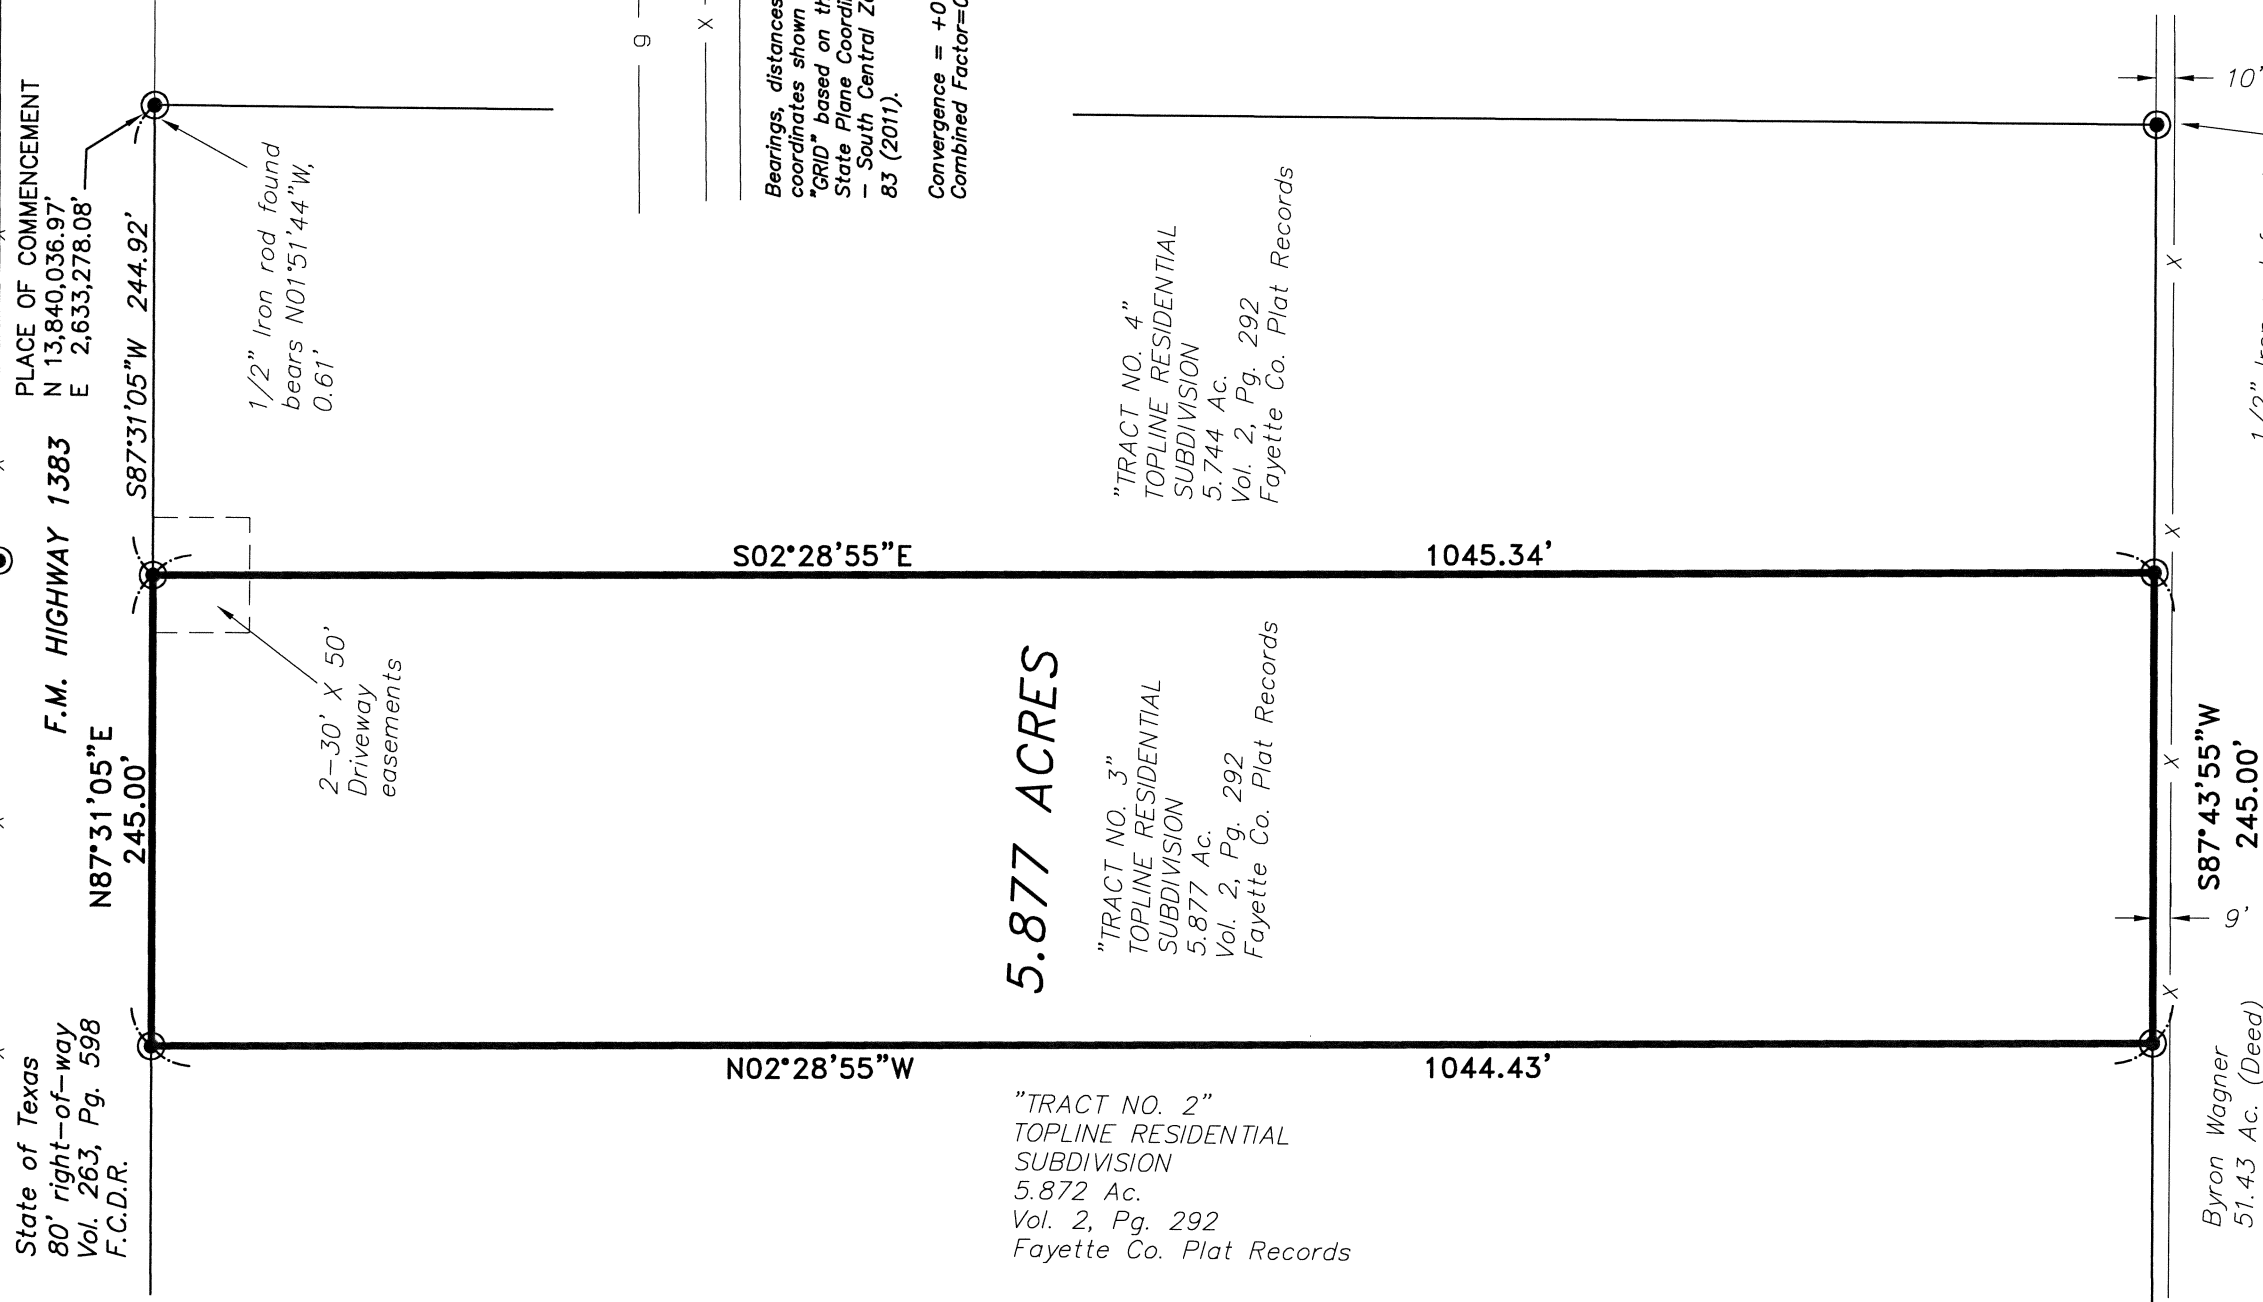 PLACE OF COMMENCEMENT
N 13,840,036.97'
E 2,633,278.08'
F.M. HIGHWAY 1383
S87°31'05"W 244.92'
1/2" Iron rod found
bears N01°51'44"W,
0.61'
g
X
Bearings, distances
coordinates shown
"GRID" based on
State Plane
- South Central
83 (2011).
Convergence = +0
Combined
10'
"TRACT NO. 4"
TOPLINE RESIDENTIAL
SUBDIVISION
5.744 Ac.
Vol. 2, Pg. 292
Fayette Co. Plat Records
X
X
1/2" Iron
S02°28'55"E 1045.34'
N87°31'05"E
245.00'
2-30' X 50'
Driveway
easements
5.877 ACRES
"TRACT NO. 3"
TOPLINE RESIDENTIAL
SUBDIVISION
5.877 Ac.
Vol. 2, Pg. 292
Fayette Co. Plat Records
X
X
S87°43'55"W
245.00'
9'
State of Texas
80' right-of-way
Vol. 263, Pg. 598
F.C.D.R.
N02°28'55"W 1044.43'
"TRACT NO. 2"
TOPLINE RESIDENTIAL
SUBDIVISION
5.872 Ac.
Vol. 2, Pg. 292
Fayette Co. Plat Records
Byron Wagner
51.43 Ac. (Deed)